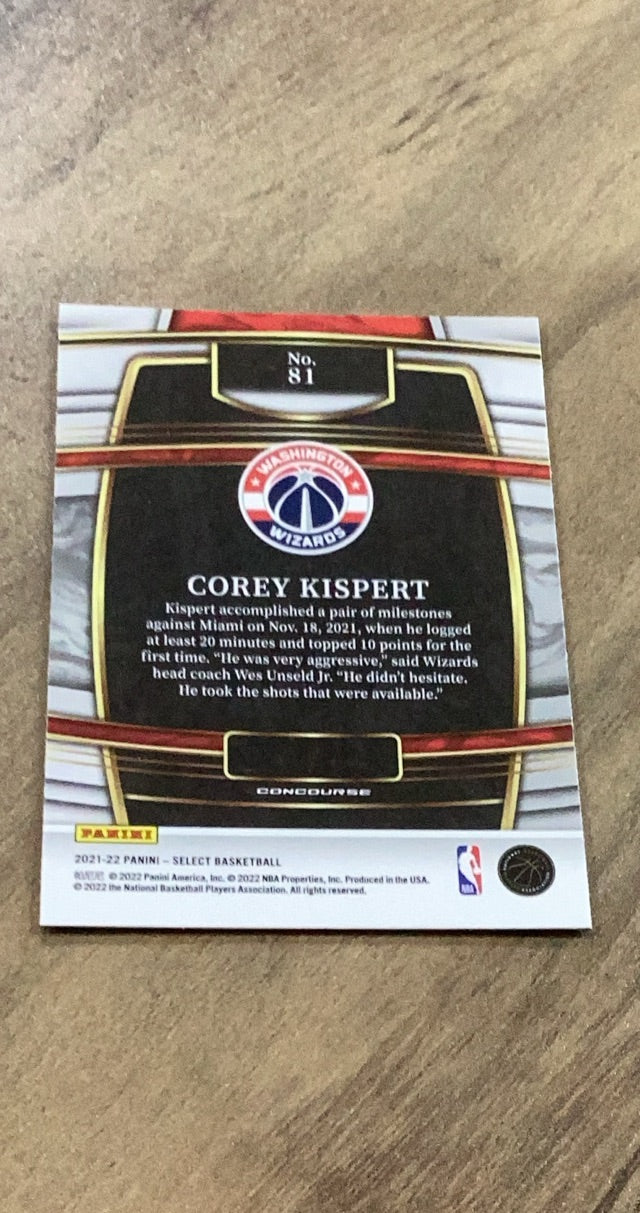 No.
81
WASHINGTON
WIZARDS
COREY KISPERT
Kispert accomplished a pair of milestones
against Miami on Nov. 18, 2021, when he logged
at least 20 minutes and topped 10 points for the
first time. “He was very aggressive,” said Wizards
head coach Wes Unseld Jr. “He didn't hesitate.
He took the shots that were available.”
CONCOURSE
PANINI
2021-22 PANINI – SELECT BASKETBALL
© 2022 Panini America, Inc. © 2022 NBA Properties, Inc. Produced in the USA.
© 2022 the National Basketball Players Association. All rights reserved.
NBA